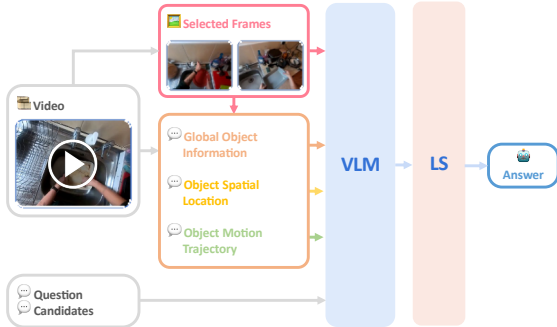 Selected Frames
Video
Global Object
Information
Object Spatial
Location
Object Motion
Trajectory
VLM
LS
Answer
Question
Candidates